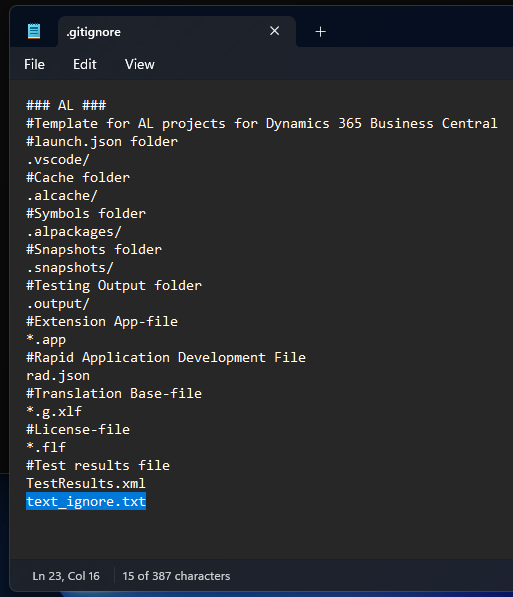 .gitignore
File Edit View
### AL ###
#Template for AL projects for Dynamics 365 Business Central
#launch.json folder
.vscode/
#Cache folder
.alcache/
#Symbols folder
.alpackages/
#Snapshots folder
.snapshots/
#Testing Output folder
.output/
#Extension App-file
*.app
#Rapid Application Development File
rad.json
#Translation Base-file
*.g.xlf
#License-file
*.flf
#Test results file
TestResults.xml
text_ignore.txt
Ln 23, Col 16 15 of 387 characters